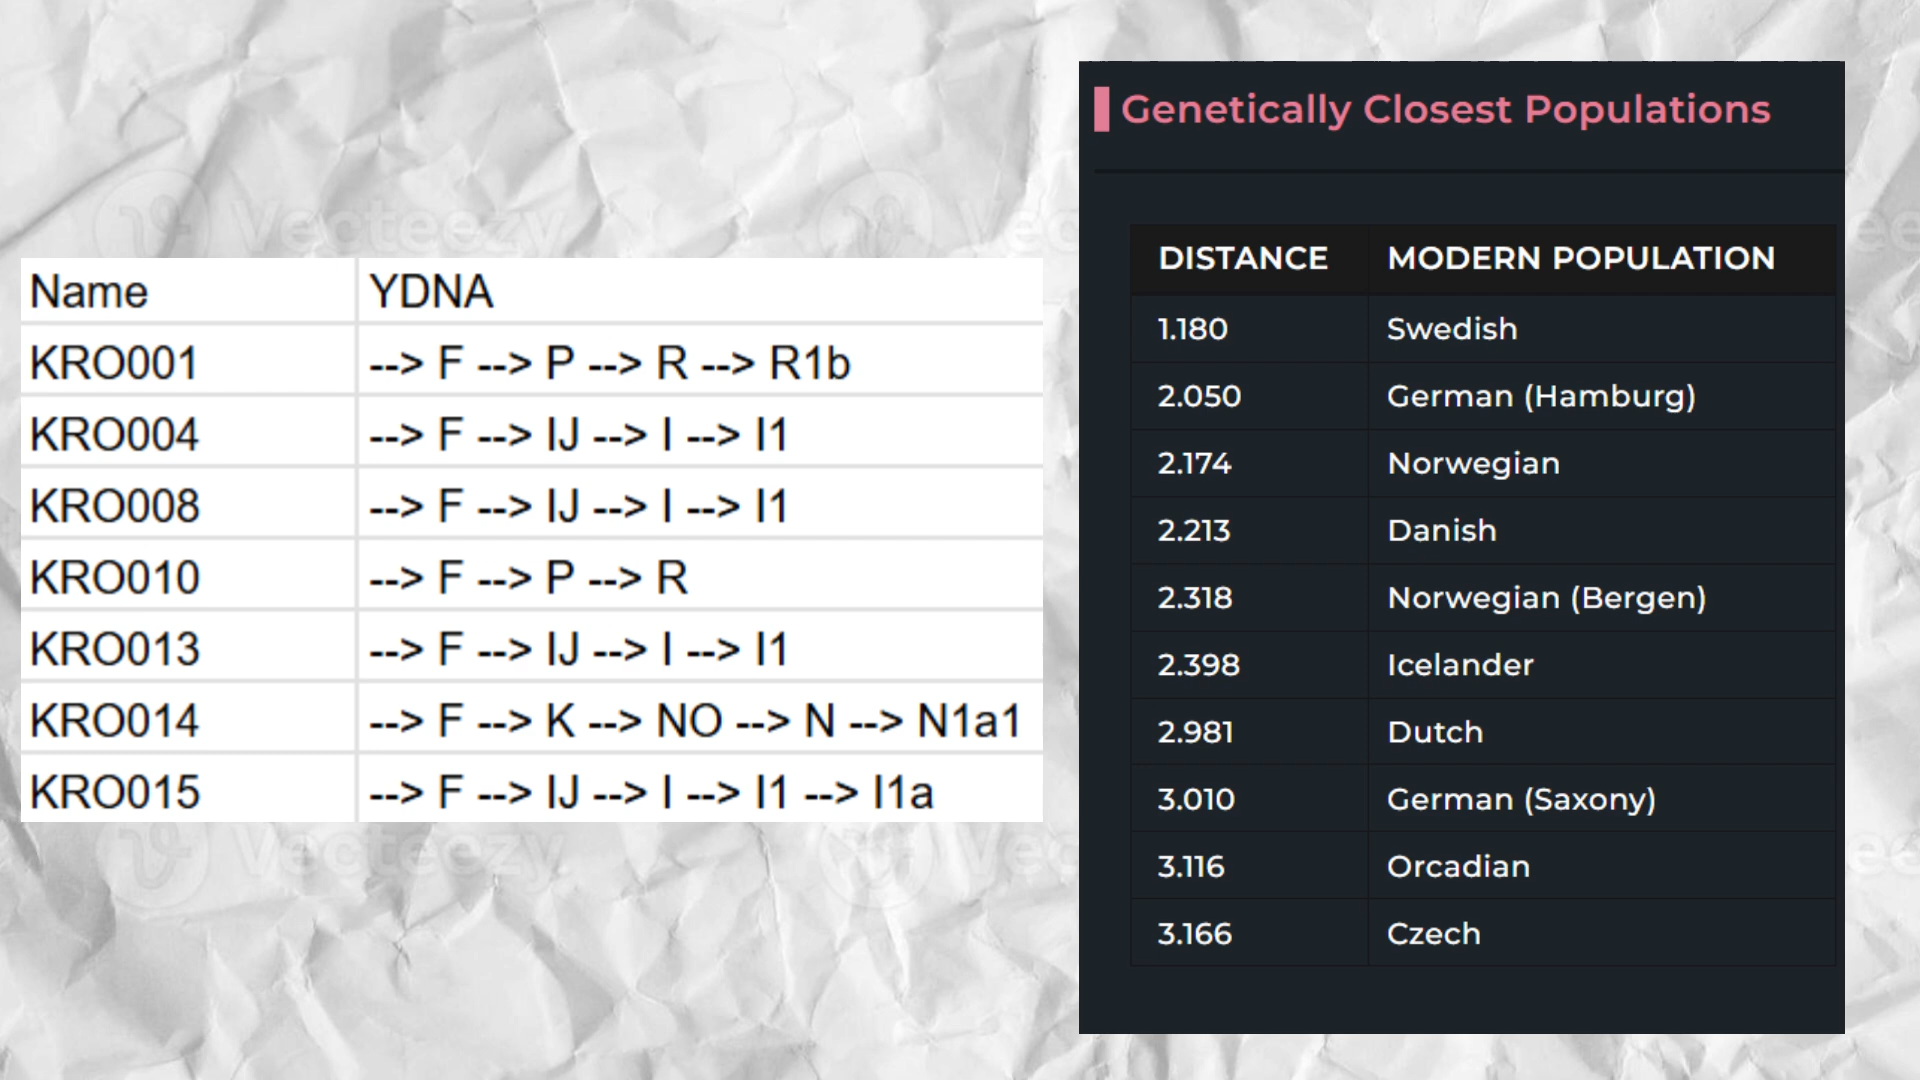 Name YDNA
KRO001 --> F --> P --> R --> R1b
KRO004 --> F --> IJ --> I --> I1
KRO008 --> F --> IJ --> I --> I1
KRO010 --> F --> P --> R
KRO013 --> F --> IJ --> I --> I1
KRO014 --> F --> K --> NO --> N --> N1a1
KRO015 --> F --> IJ --> I --> I1 --> I1a
Genetically Closest Populations
DISTANCE MODERN POPULATION
1.180 Swedish
2.050 German (Hamburg)
2.174 Norwegian
2.213 Danish
2.318 Norwegian (Bergen)
2.398 Icelander
2.981 Dutch
3.010 German (Saxony)
3.116 Orcadian
3.166 Czech
Vecteezy
Vecteezy